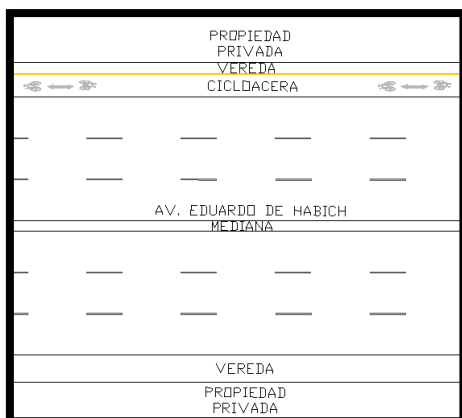 PROPIEDAD
PRIVADA
VEREDA
CICLOACERA
AV. EDUARDO DE HABICH
MEDIANA
VEREDA
PROPIEDAD
PRIVADA